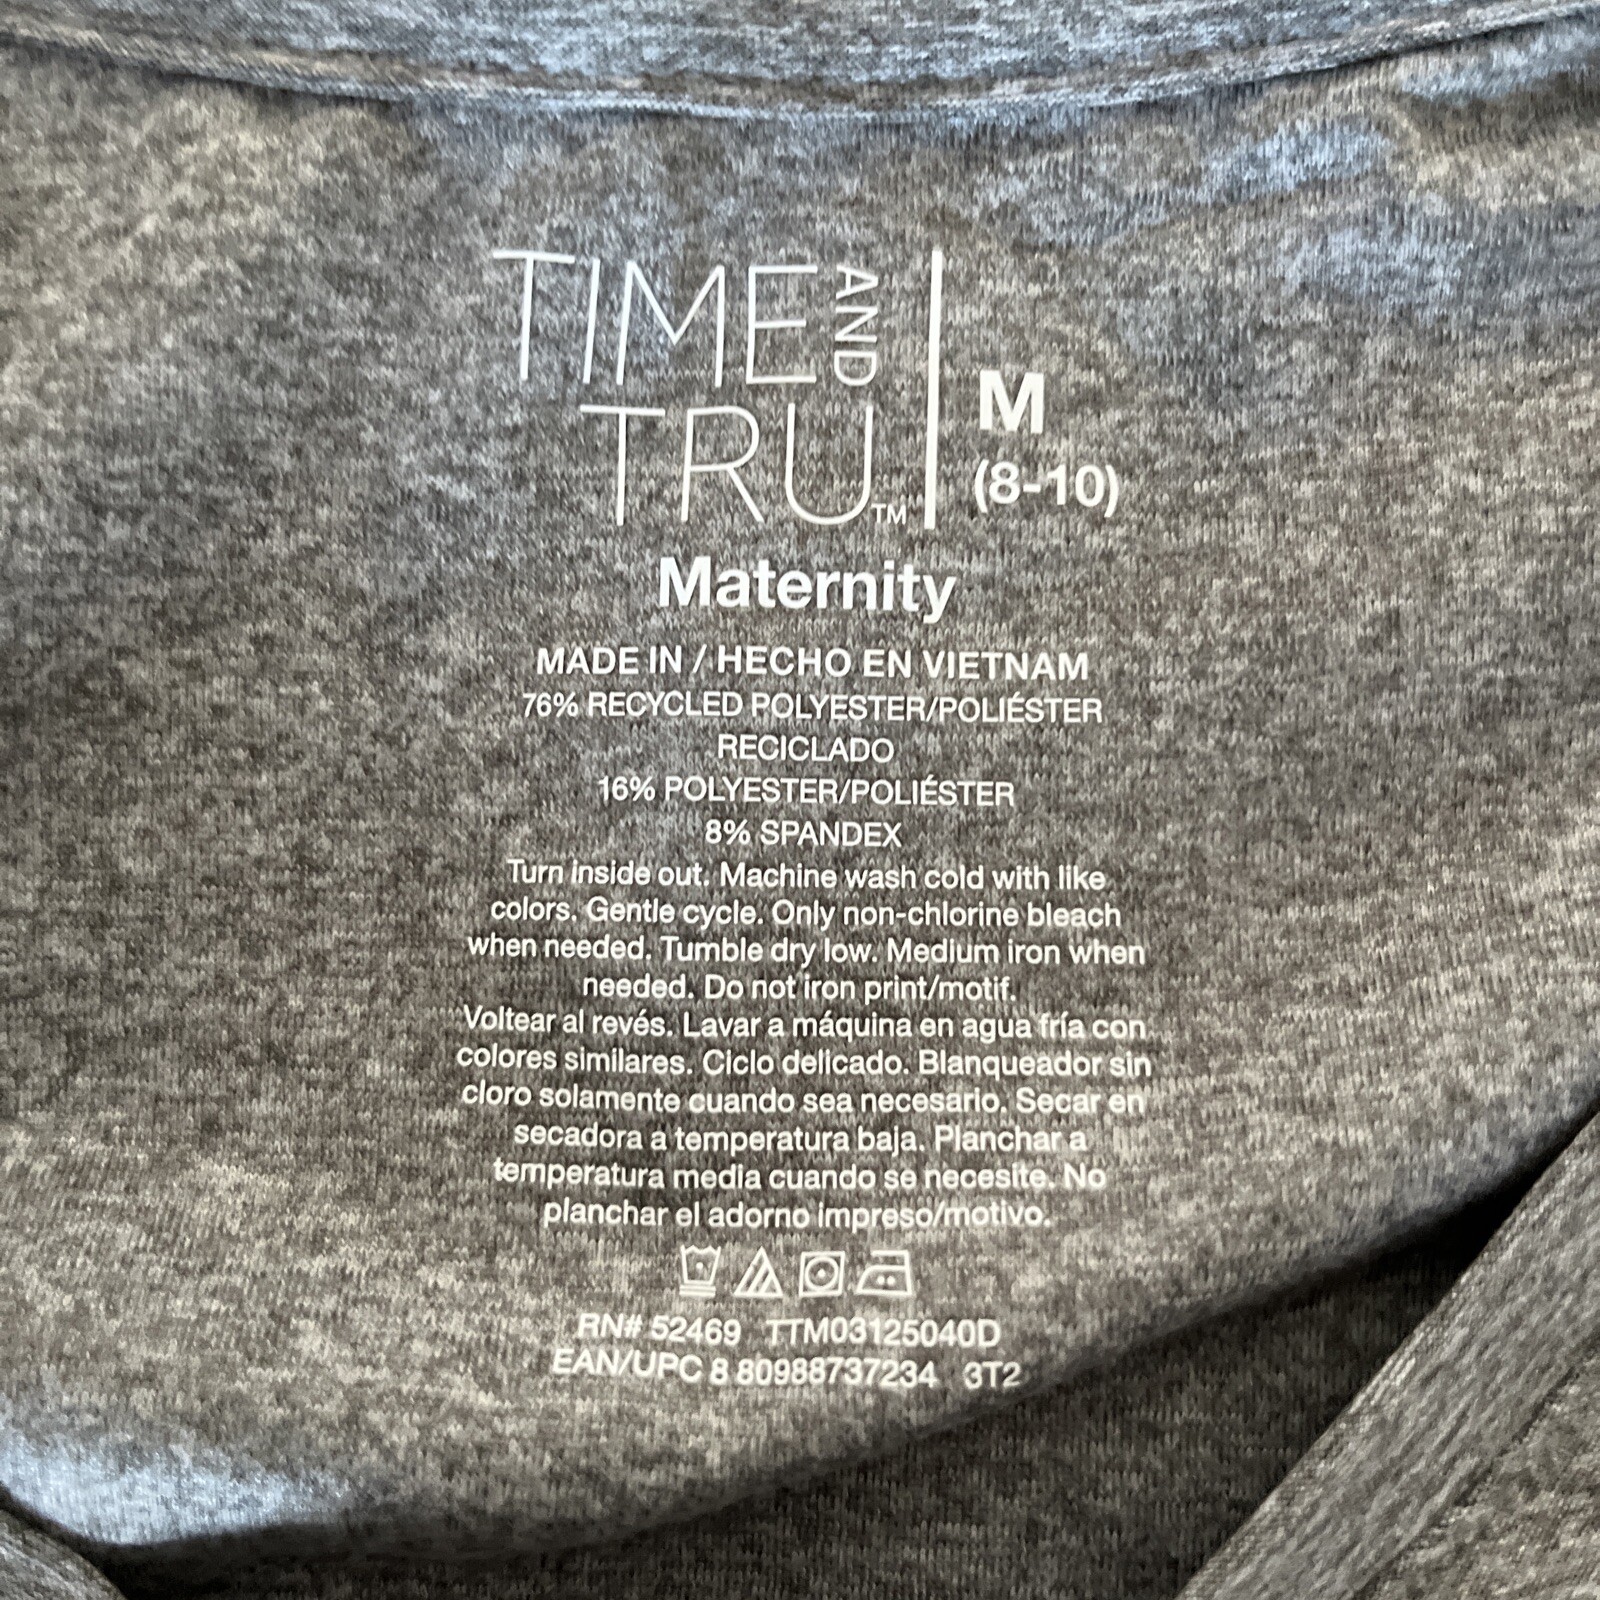 TIME AND
TRU™
M
(8-10)
Maternity
MADE IN / HECHO EN VIETNAM
76% RECYCLED POLYESTER/POLIÉSTER
RECICLADO
16% POLYESTER/POLIÉSTER
8% SPANDEX
Turn inside out. Machine wash cold with like
colors. Gentle cycle. Only non-chlorine bleach
when needed. Tumble dry low. Medium iron when
needed. Do not iron print/motif.
Voltear al revés. Lavar a máquina en agua fría con
colores similares. Ciclo delicado. Blanqueador sin
cloro solamente cuando sea necesario. Secar en
secadora a temperatura baja. Planchar a
temperatura media cuando se necesite. No
planchar el adorno impreso/motivo.
RN# 52469 TTM03125040D
EAN/UPC 8 80988737234 3T2